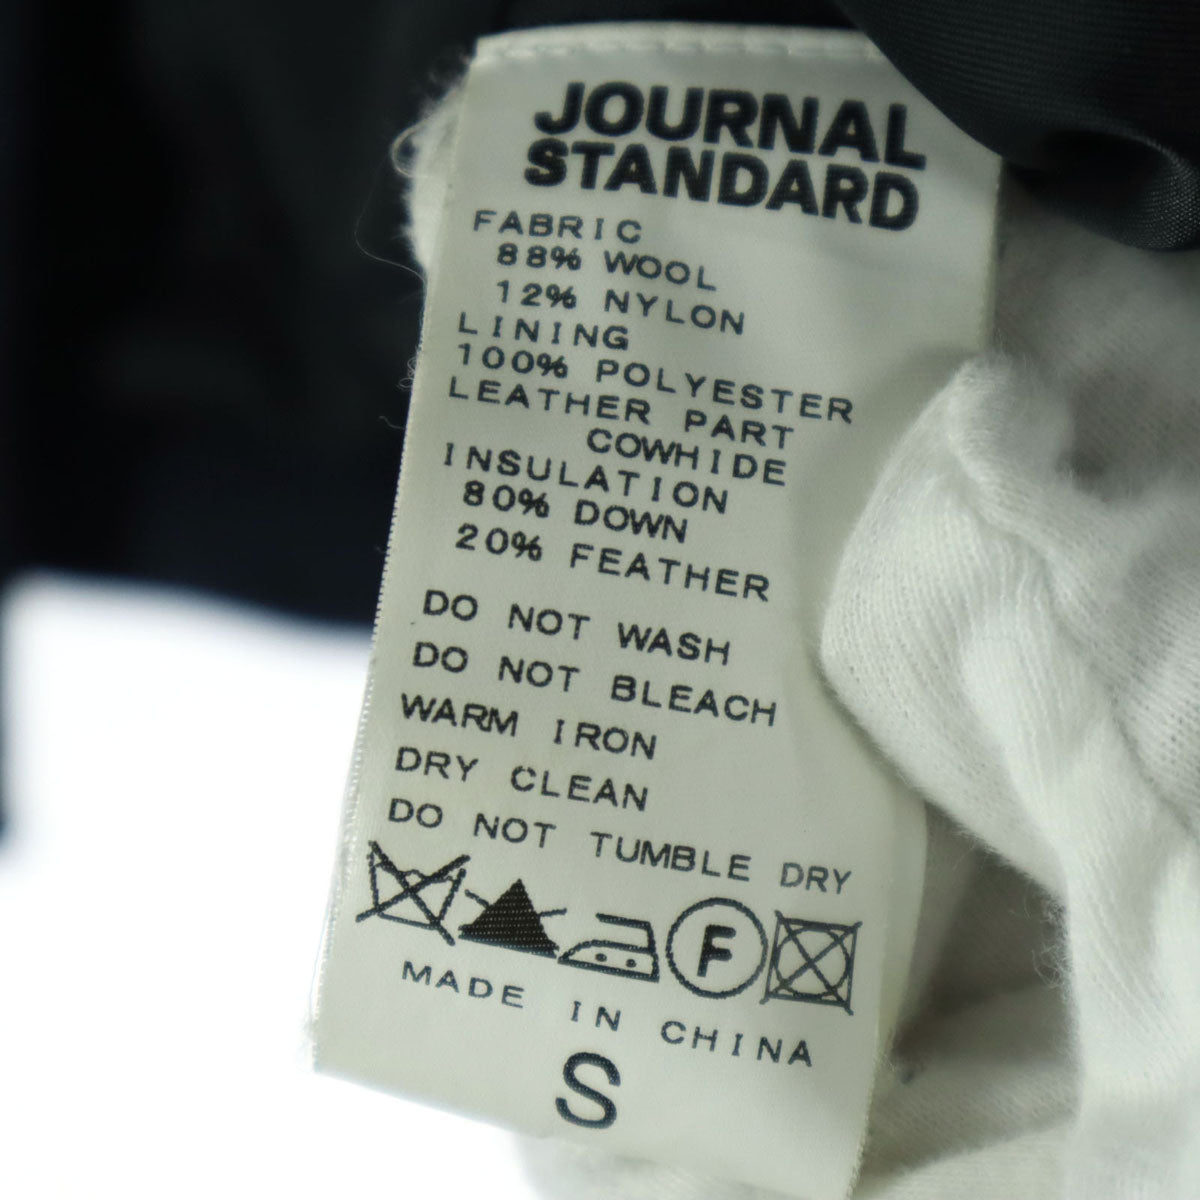 JOURNAL
STANDARD
FABRIC
88% WOOL
12% NYLON
LINING
100% POLYESTER
LEATHER PART
COWHIDE
INSULATION
80% DOWN
20% FEATHER
DO NOT WASH
DO NOT BLEACH
WARM IRON
DRY CLEAN
DO NOT TUMBLE DRY
F
MADE IN CHINA
S